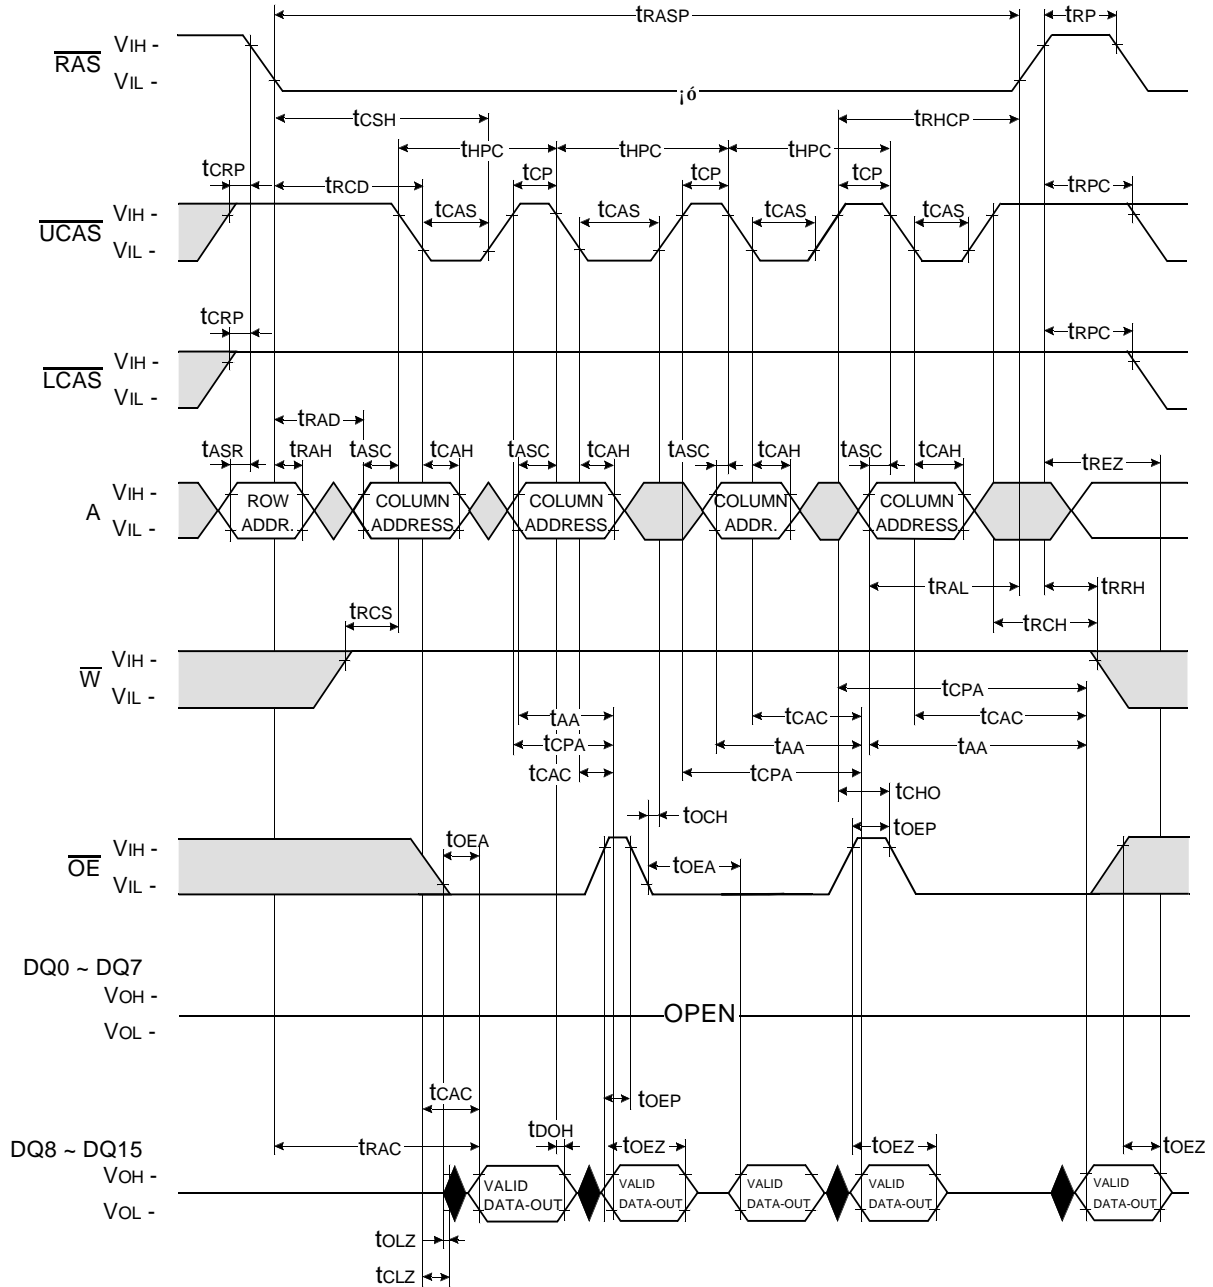 tRASP
tRP
RAS
VIH -
VIL -
¡ó
tCSH
tRHCP
tHPC
tHPC
tHPC
tCRP
tRCD
tCP
tCP
tCP
tRPC
tCAS
tCAS
tCAS
tCAS
UCAS
VIH -
VIL -
tCRP
tRPC
LCAS
VIH -
VIL -
tRAD
tASR
tRAH
tASC
tCAH
tASC
tCAH
tASC
tCAH
tASC
tCAH
tREZ
A
VIH -
VIL -
ROW
ADDR.
COLUMN
ADDRESS
COLUMN
ADDRESS
COLUMN
ADDR.
COLUMN
ADDRESS
tRAL
tRRH
tRCS
tRCH
W
VIH -
VIL -
tCPA
tAA
tCAC
tCAC
tCPA
tAA
tAA
tCAC
tCPA
tCHO
tOCH
tOEP
OE
VIH -
VIL -
tOEA
tOEA
DQ0 ~ DQ7
VOH -
VOL -
OPEN
tCAC
tOEP
tDOH
DQ8 ~ DQ15
tRAC
tOEZ
tOEZ
tOEZ
VOH -
VOL -
VALID
DATA-OUT
VALID
DATA-OUT
VALID
DATA-OUT
VALID
DATA-OUT
VALID
DATA-OUT
tOLZ
tCLZ